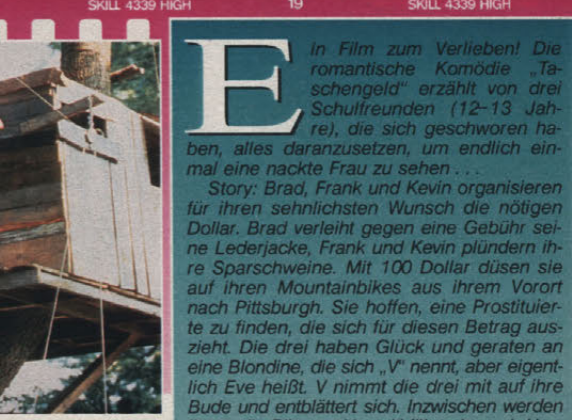 SKILL 4339 HIGH 19 SKILL 4339 HIGH
Ein Film zum Verlieben! Die
romantische Komödie „Ta-
schengeld“ erzählt von drei
Schulfreunden (12–13 Jah-
re), die sich geschworen ha-
ben, alles daranzusetzen, um endlich ein-
mal eine nackte Frau zu sehen . . .
Story: Brad, Frank und Kevin organisieren
für ihren sehnlichsten Wunsch die nötigen
Dollar. Brad verleiht gegen eine Gebühr sei-
ne Lederjacke, Frank und Kevin plündern ih-
re Sparschweine. Mit 100 Dollar düsen sie
auf ihren Mountainbikes aus ihrem Vorort
nach Pittsburgh. Sie hoffen, eine Prostituier-
te zu finden, die sich für diesen Betrag aus-
zieht. Die drei haben Glück und geraten an
eine Blondine, die sich „V“ nennt, aber eigent-
lich Eve heißt. V nimmt die drei mit auf ihre
Bude und entblättert sich. Inzwischen werden